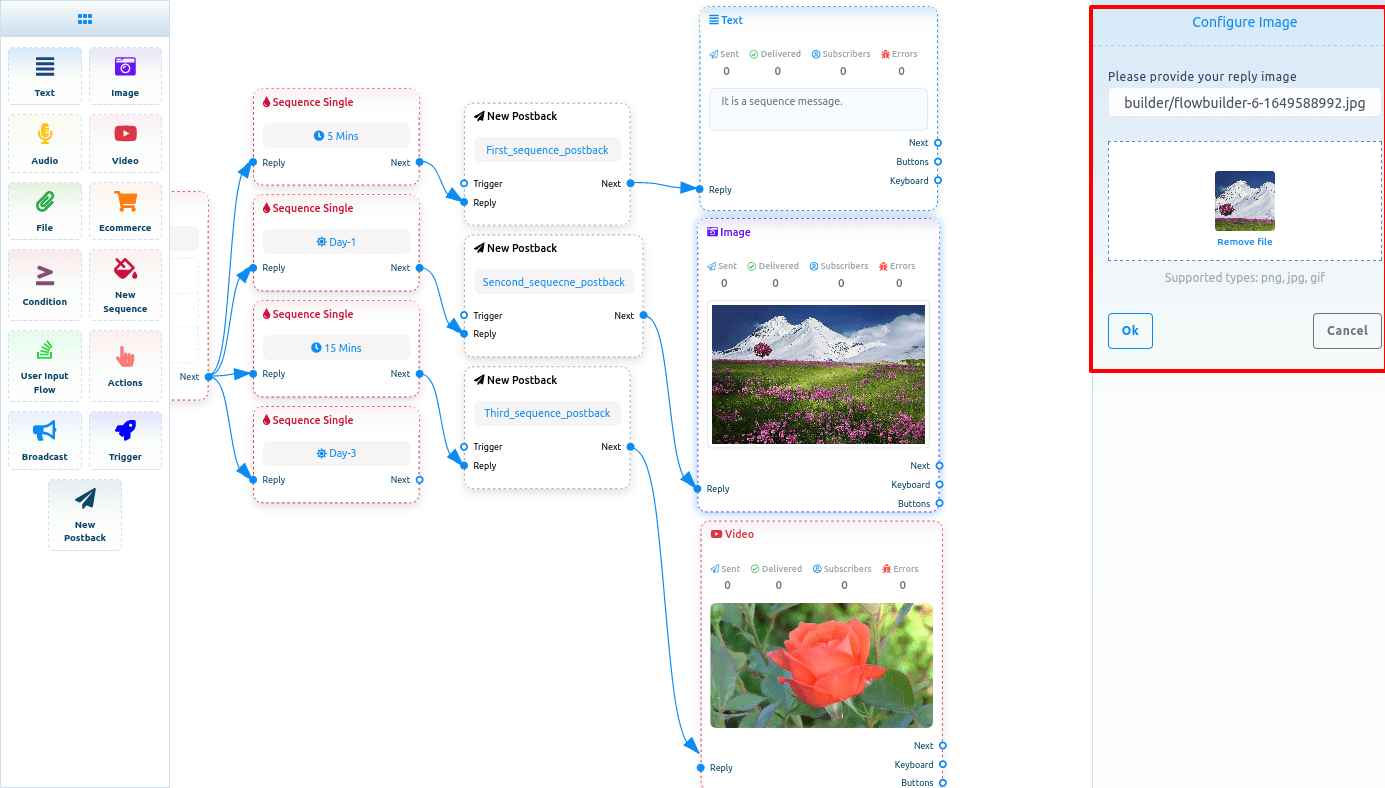 Text
Image
Audio
Video
File
Ecommerce
Condition
New
Sequence
User Input
Flow
Actions
Broadcast
Trigger
New
Postback
Next
Sequence Single
5 Mins
Reply Next
Sequence Single
Day-1
Reply Next
Sequence Single
15 Mins
Reply Next
Sequence Single
Day-3
Reply Next
New Postback
First_sequence_postback
Trigger Next
Reply
New Postback
Sencond_sequecne_postback
Trigger Next
Reply
New Postback
Third_sequence_postback
Trigger Next
Reply
Text
Sent Delivered Subscribers Errors
0 0 0 0
It is a sequence message.
Next
Buttons
Keyboard
Reply
Image
Sent Delivered Subscribers Errors
0 0 0 0
Next
Keyboard
Reply
Buttons
Video
Sent Delivered Subscribers Errors
0 0 0 0
Next
Keyboard
Reply
Buttons
Configure Image
Please provide your reply image
builder/flowbuilder-6-1649588992.jpg
Remove file
Supported types: png, jpg, gif
Ok Cancel